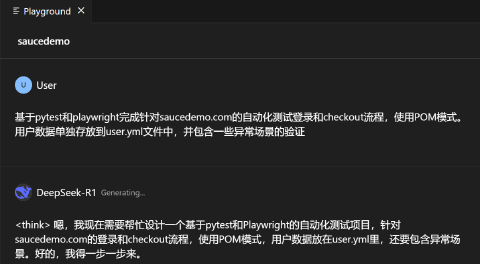 Playground
saucedemo
U User
基于pytest和playwright完成针对saucedemo.com的自动化测试登录和checkout流程，使用POM模式。
用户数据单独存放到user.yml文件中，并包含一些异常场景的验证
DeepSeek-R1 Generating...
<think> 嗯，我现在需要帮忙设计一个基于pytest和Playwright的自动化测试项目，针对
saucedemo.com的登录和checkout流程，使用POM模式，用户数据放在user.yml里，还要包含异常场
景。好的，我得一步一步来。